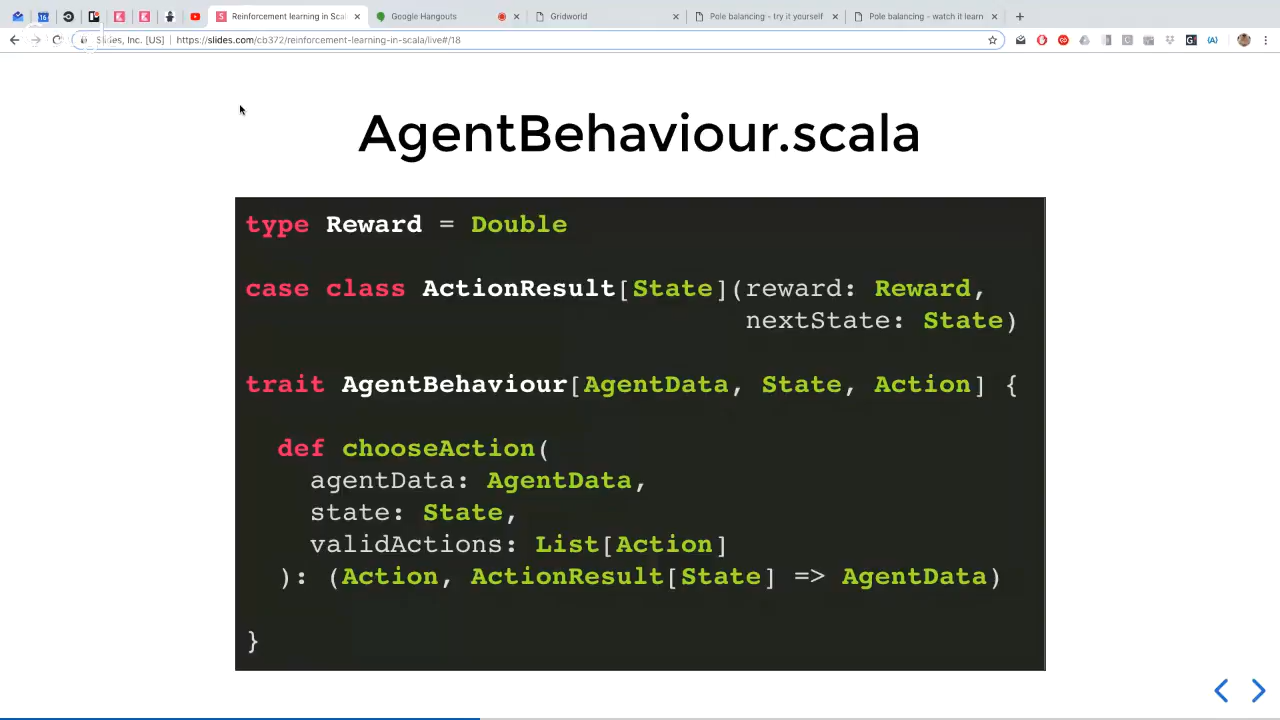 Reinforcement learning in Scal
Google Hangouts
Gridworld
Pole balancing - try it yourself
Pole balancing - watch it learn
Slides, Inc. [US]
https://slides.com/cb372/reinforcement-learning-in-scala/live#/18
AgentBehaviour.scala
type Reward = Double
case class ActionResult[State](reward: Reward,
nextState: State)
trait AgentBehaviour[AgentData, State, Action] {
def chooseAction(
agentData: AgentData,
state: State,
validActions: List[Action]
): (Action, ActionResult[State] => AgentData)
}